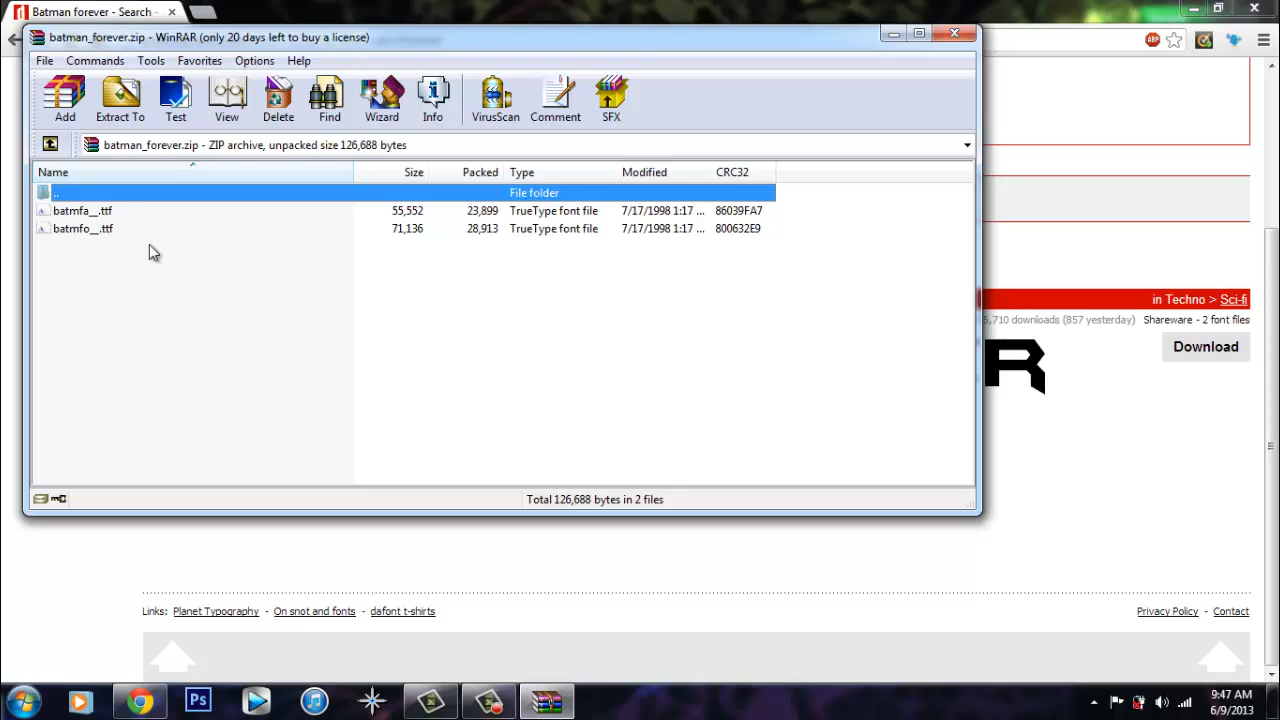 Batman forever - Search -
batman_forever.zip - WinRAR (only 20 days left to buy a license)
File Commands Tools Favorites Options Help
ABP
Add Extract To Test View Delete Find Wizard Info VirusScan Comment SFX
batman_forever.zip - ZIP archive, unpacked size 126,688 bytes
Name Size Packed Type Modified CRC32
.. File folder
batmfa__.ttf 55,552 23,899 TrueType font file 7/17/1998 1:17 ... 86039FA7
batmfo__.ttf 71,136 28,913 TrueType font file 7/17/1998 1:17 ... 800632E9
in Techno > Sci-fi
5,710 downloads (857 yesterday) Shareware - 2 font files
Download
R
Total 126,688 bytes in 2 files
Links: Planet Typography - On snot and fonts - dafont t-shirts
Privacy Policy - Contact
Ps
9:47 AM
6/9/2013